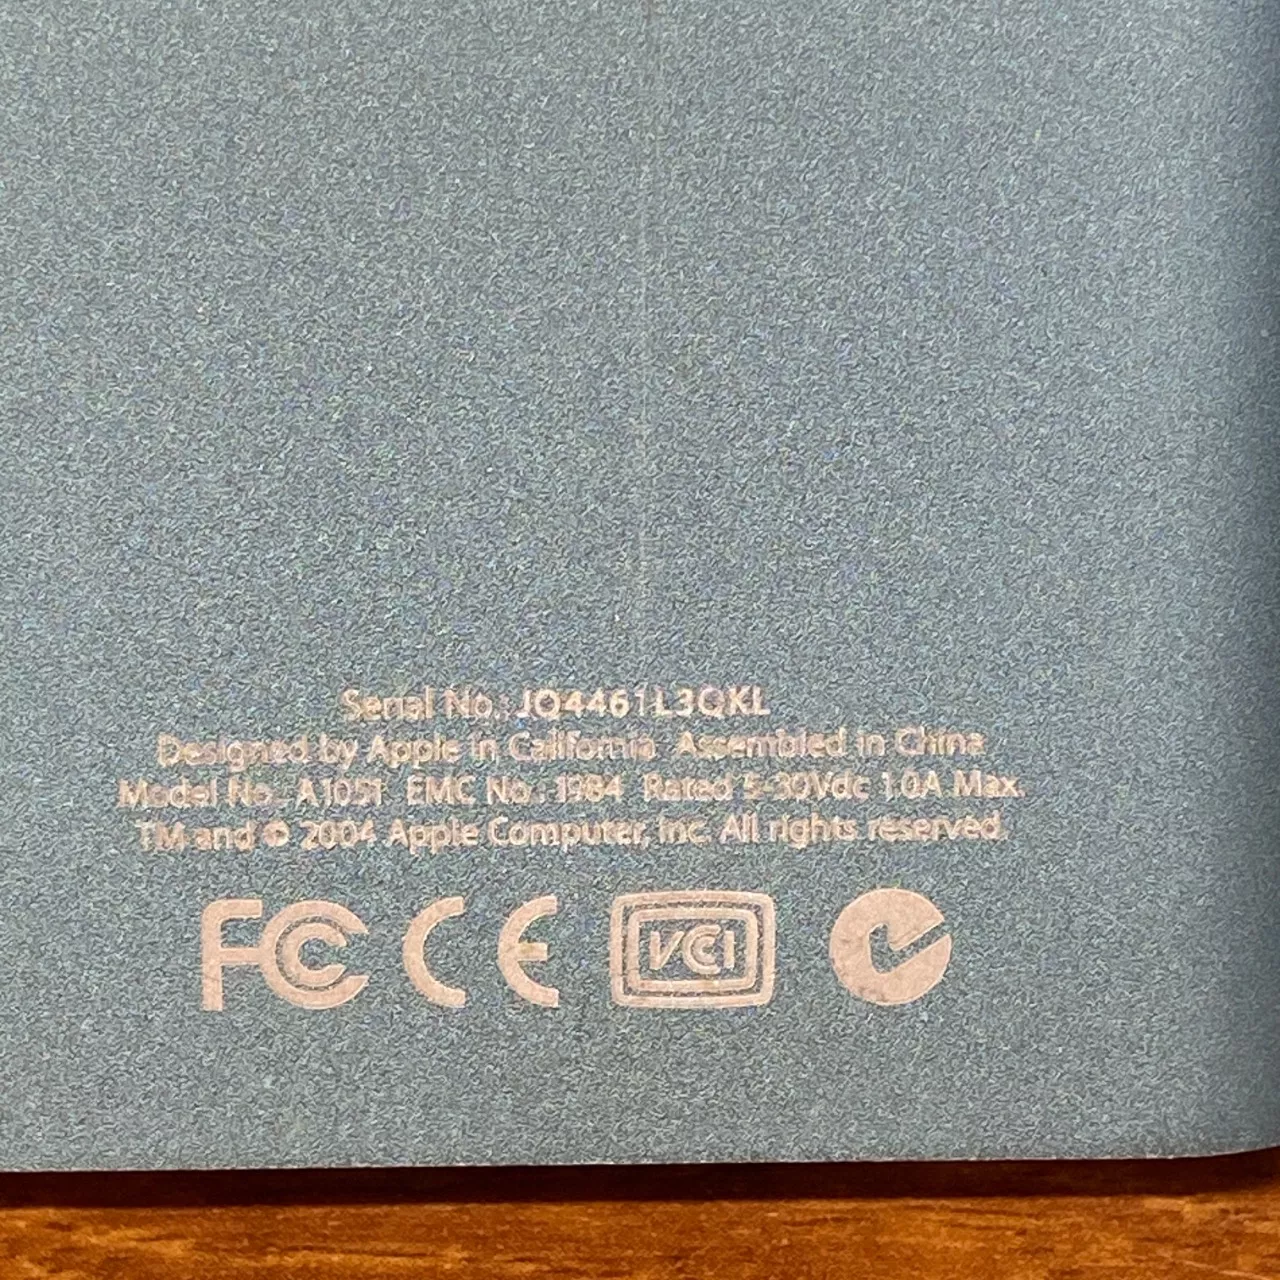 Serial No.: JQ4461L3QKL
Designed by Apple in California Assembled in China
Model No.: A1051 EMC No.: 1984 Rated 5-30Vdc 1.0A Max.
TM and © 2004 Apple Computer, Inc. All rights reserved.
FC CE VCI